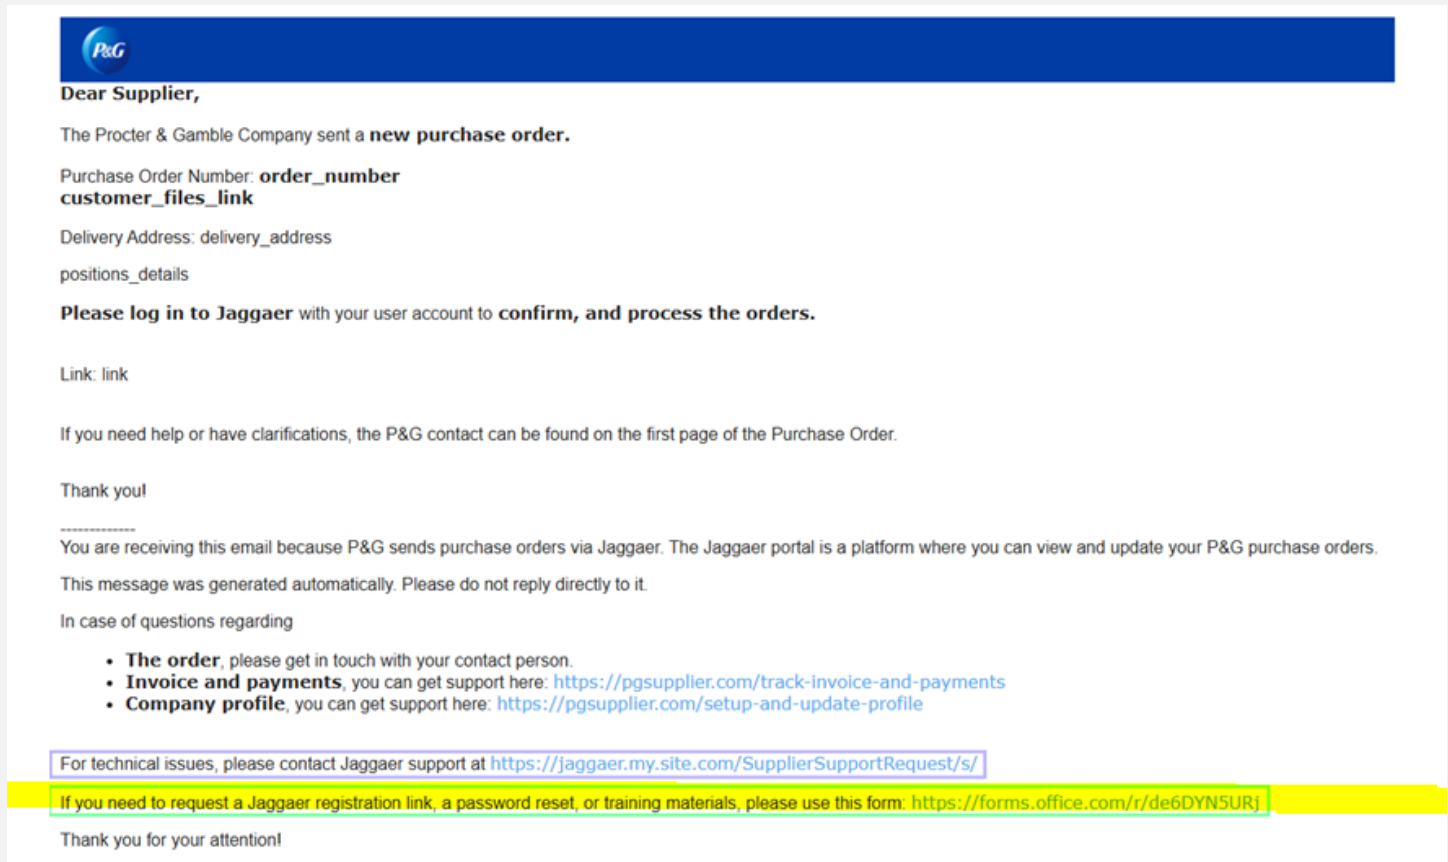 P&G
Dear Supplier,
The Procter & Gamble Company sent a new purchase order.
Purchase Order Number: order_number
customer_files_link
Delivery Address: delivery_address
positions_details
Please log in to Jaggaer with your user account to confirm, and process the orders.
Link: link
If you need help or have clarifications, the P&G contact can be found on the first page of the Purchase Order.
Thank you!
-------------
You are receiving this email because P&G sends purchase orders via Jaggaer. The Jaggaer portal is a platform where you can view and update your P&G purchase orders.
This message was generated automatically. Please do not reply directly to it.
In case of questions regarding
• The order, please get in touch with your contact person.
• Invoice and payments, you can get support here: https://pgsupplier.com/track-invoice-and-payments
• Company profile, you can get support here: https://pgsupplier.com/setup-and-update-profile
For technical issues, please contact Jaggaer support at https://jaggaer.my.site.com/SupplierSupportRequest/s/
If you need to request a Jaggaer registration link, a password reset, or training materials, please use this form: https://forms.office.com/r/de6DYN5URj
Thank you for your attention!